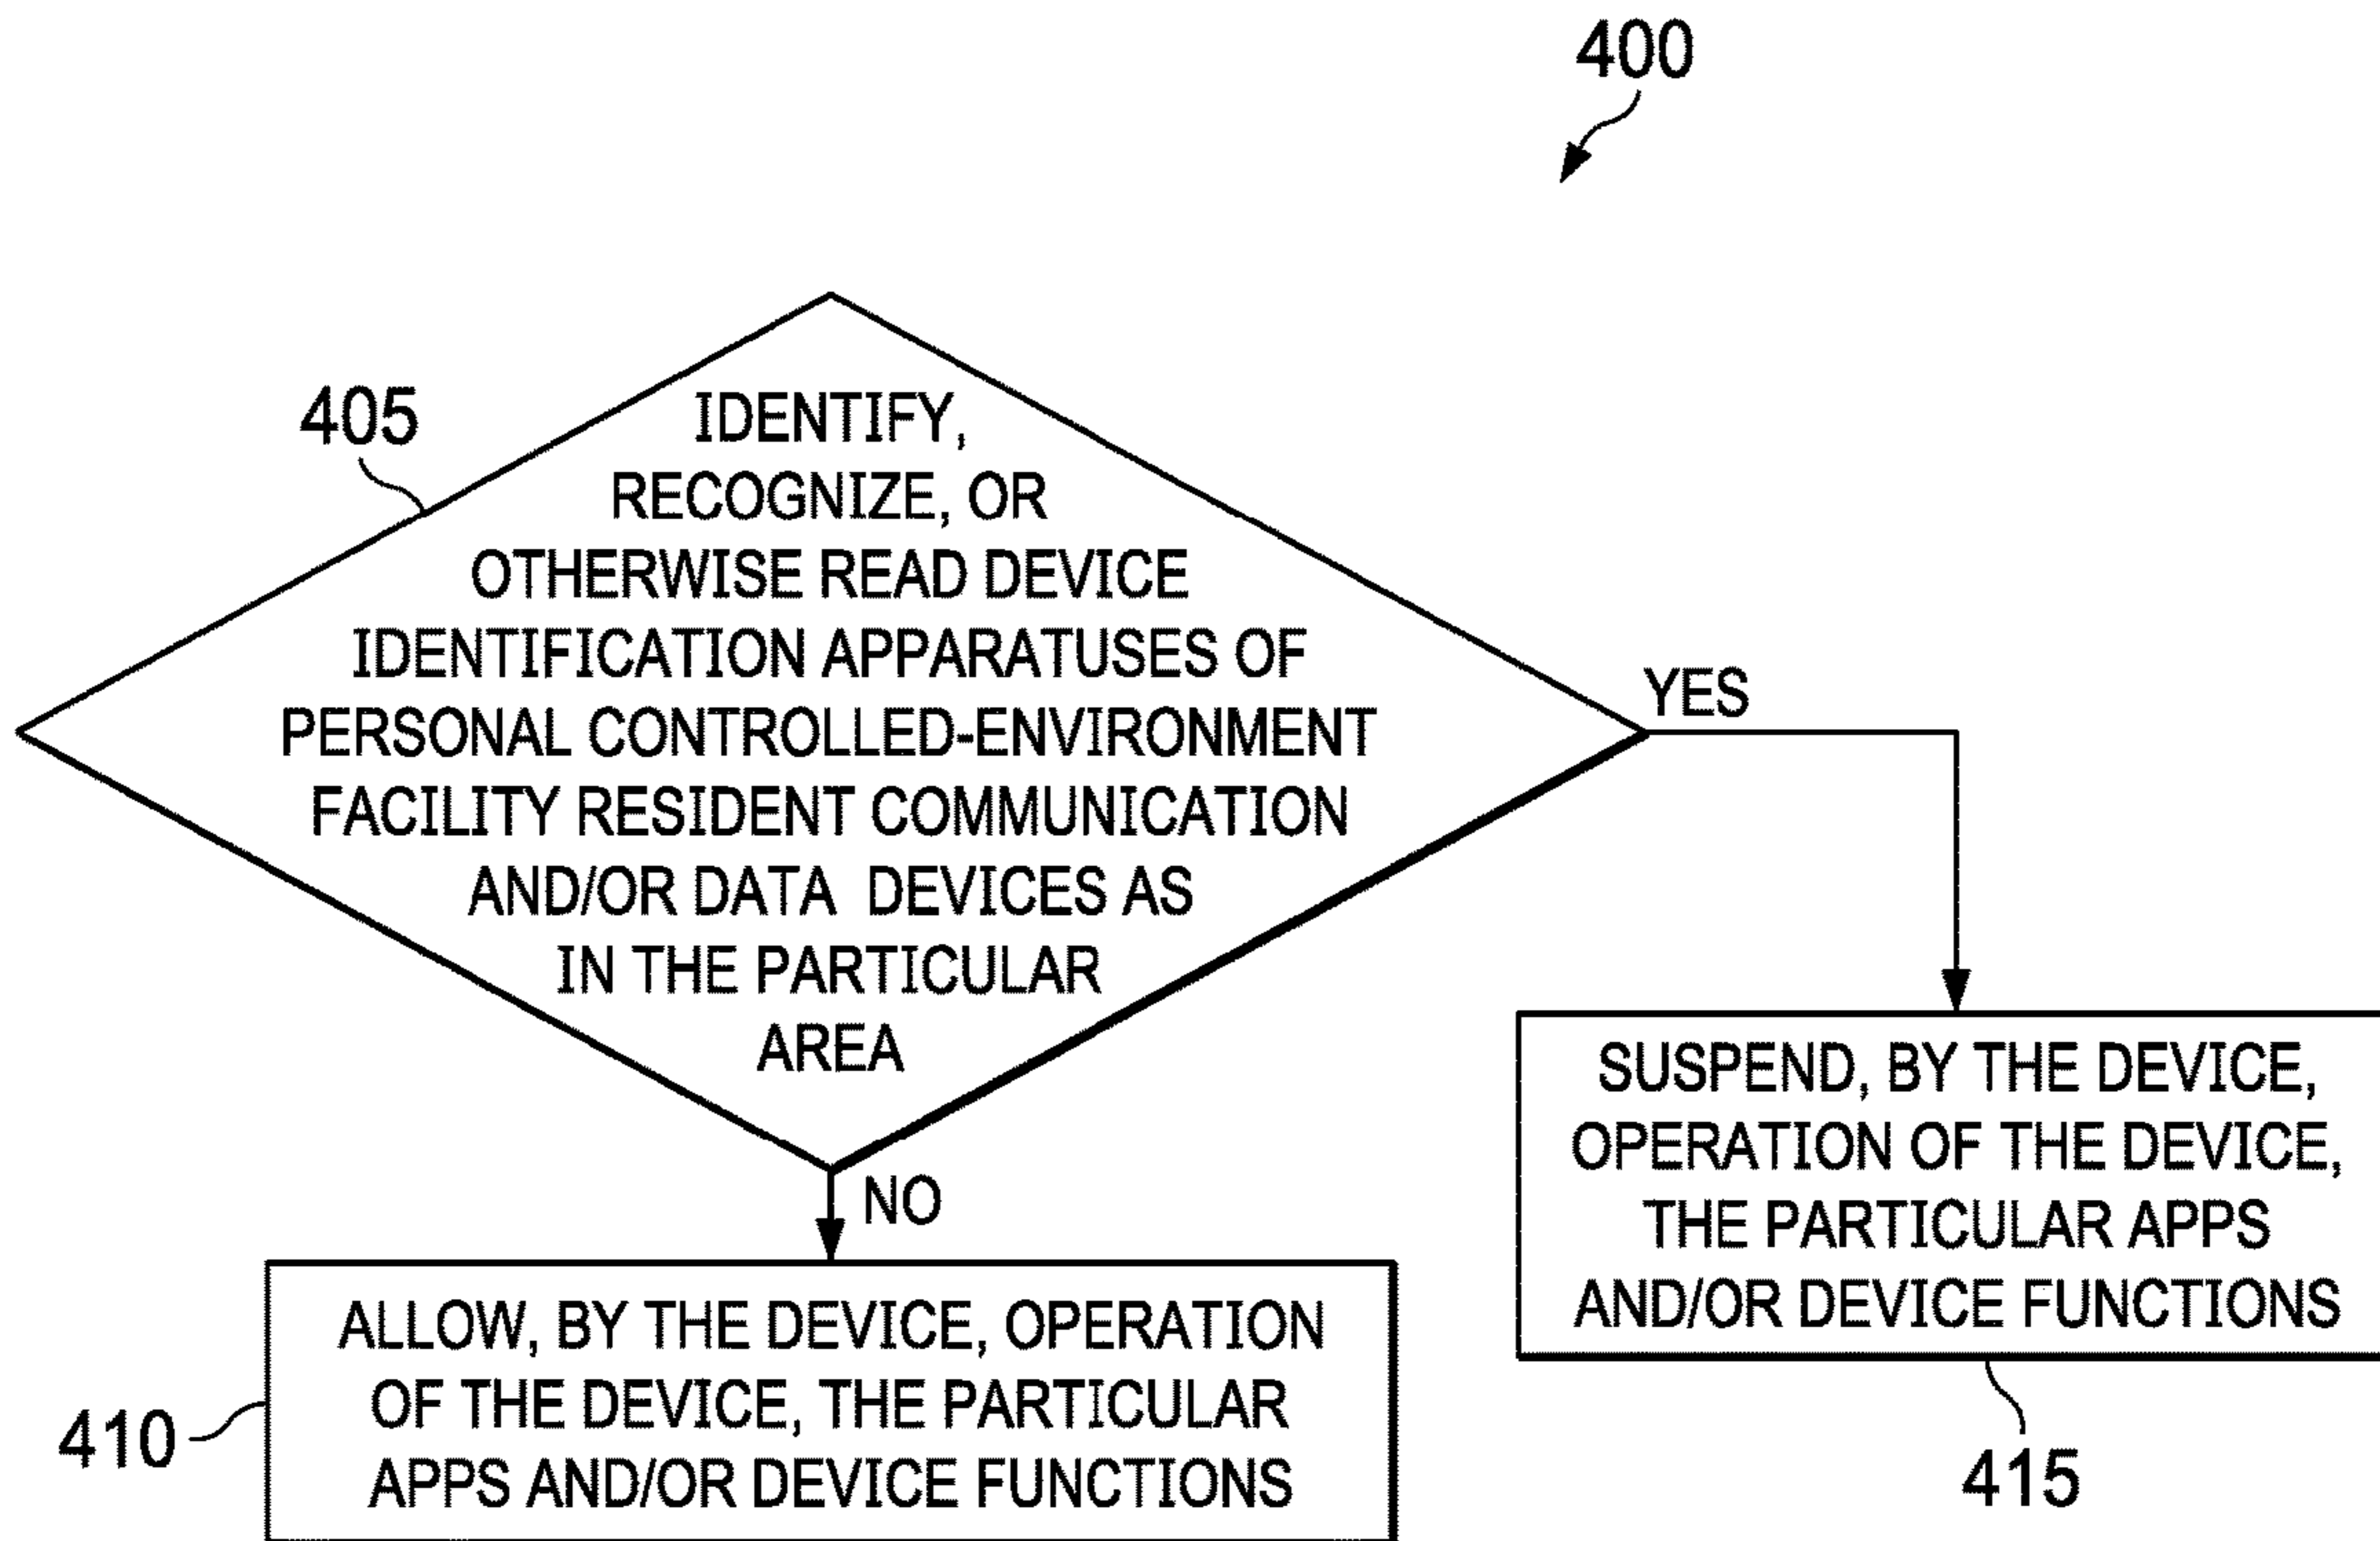 400
405
IDENTIFY,
RECOGNIZE, OR
OTHERWISE READ DEVICE
IDENTIFICATION APPARATUSES OF
PERSONAL CONTROLLED-ENVIRONMENT
FACILITY RESIDENT COMMUNICATION
AND/OR DATA DEVICES AS
IN THE PARTICULAR
AREA
YES
NO
SUSPEND, BY THE DEVICE,
OPERATION OF THE DEVICE,
THE PARTICULAR APPS
AND/OR DEVICE FUNCTIONS
415
ALLOW, BY THE DEVICE, OPERATION
OF THE DEVICE, THE PARTICULAR
APPS AND/OR DEVICE FUNCTIONS
410